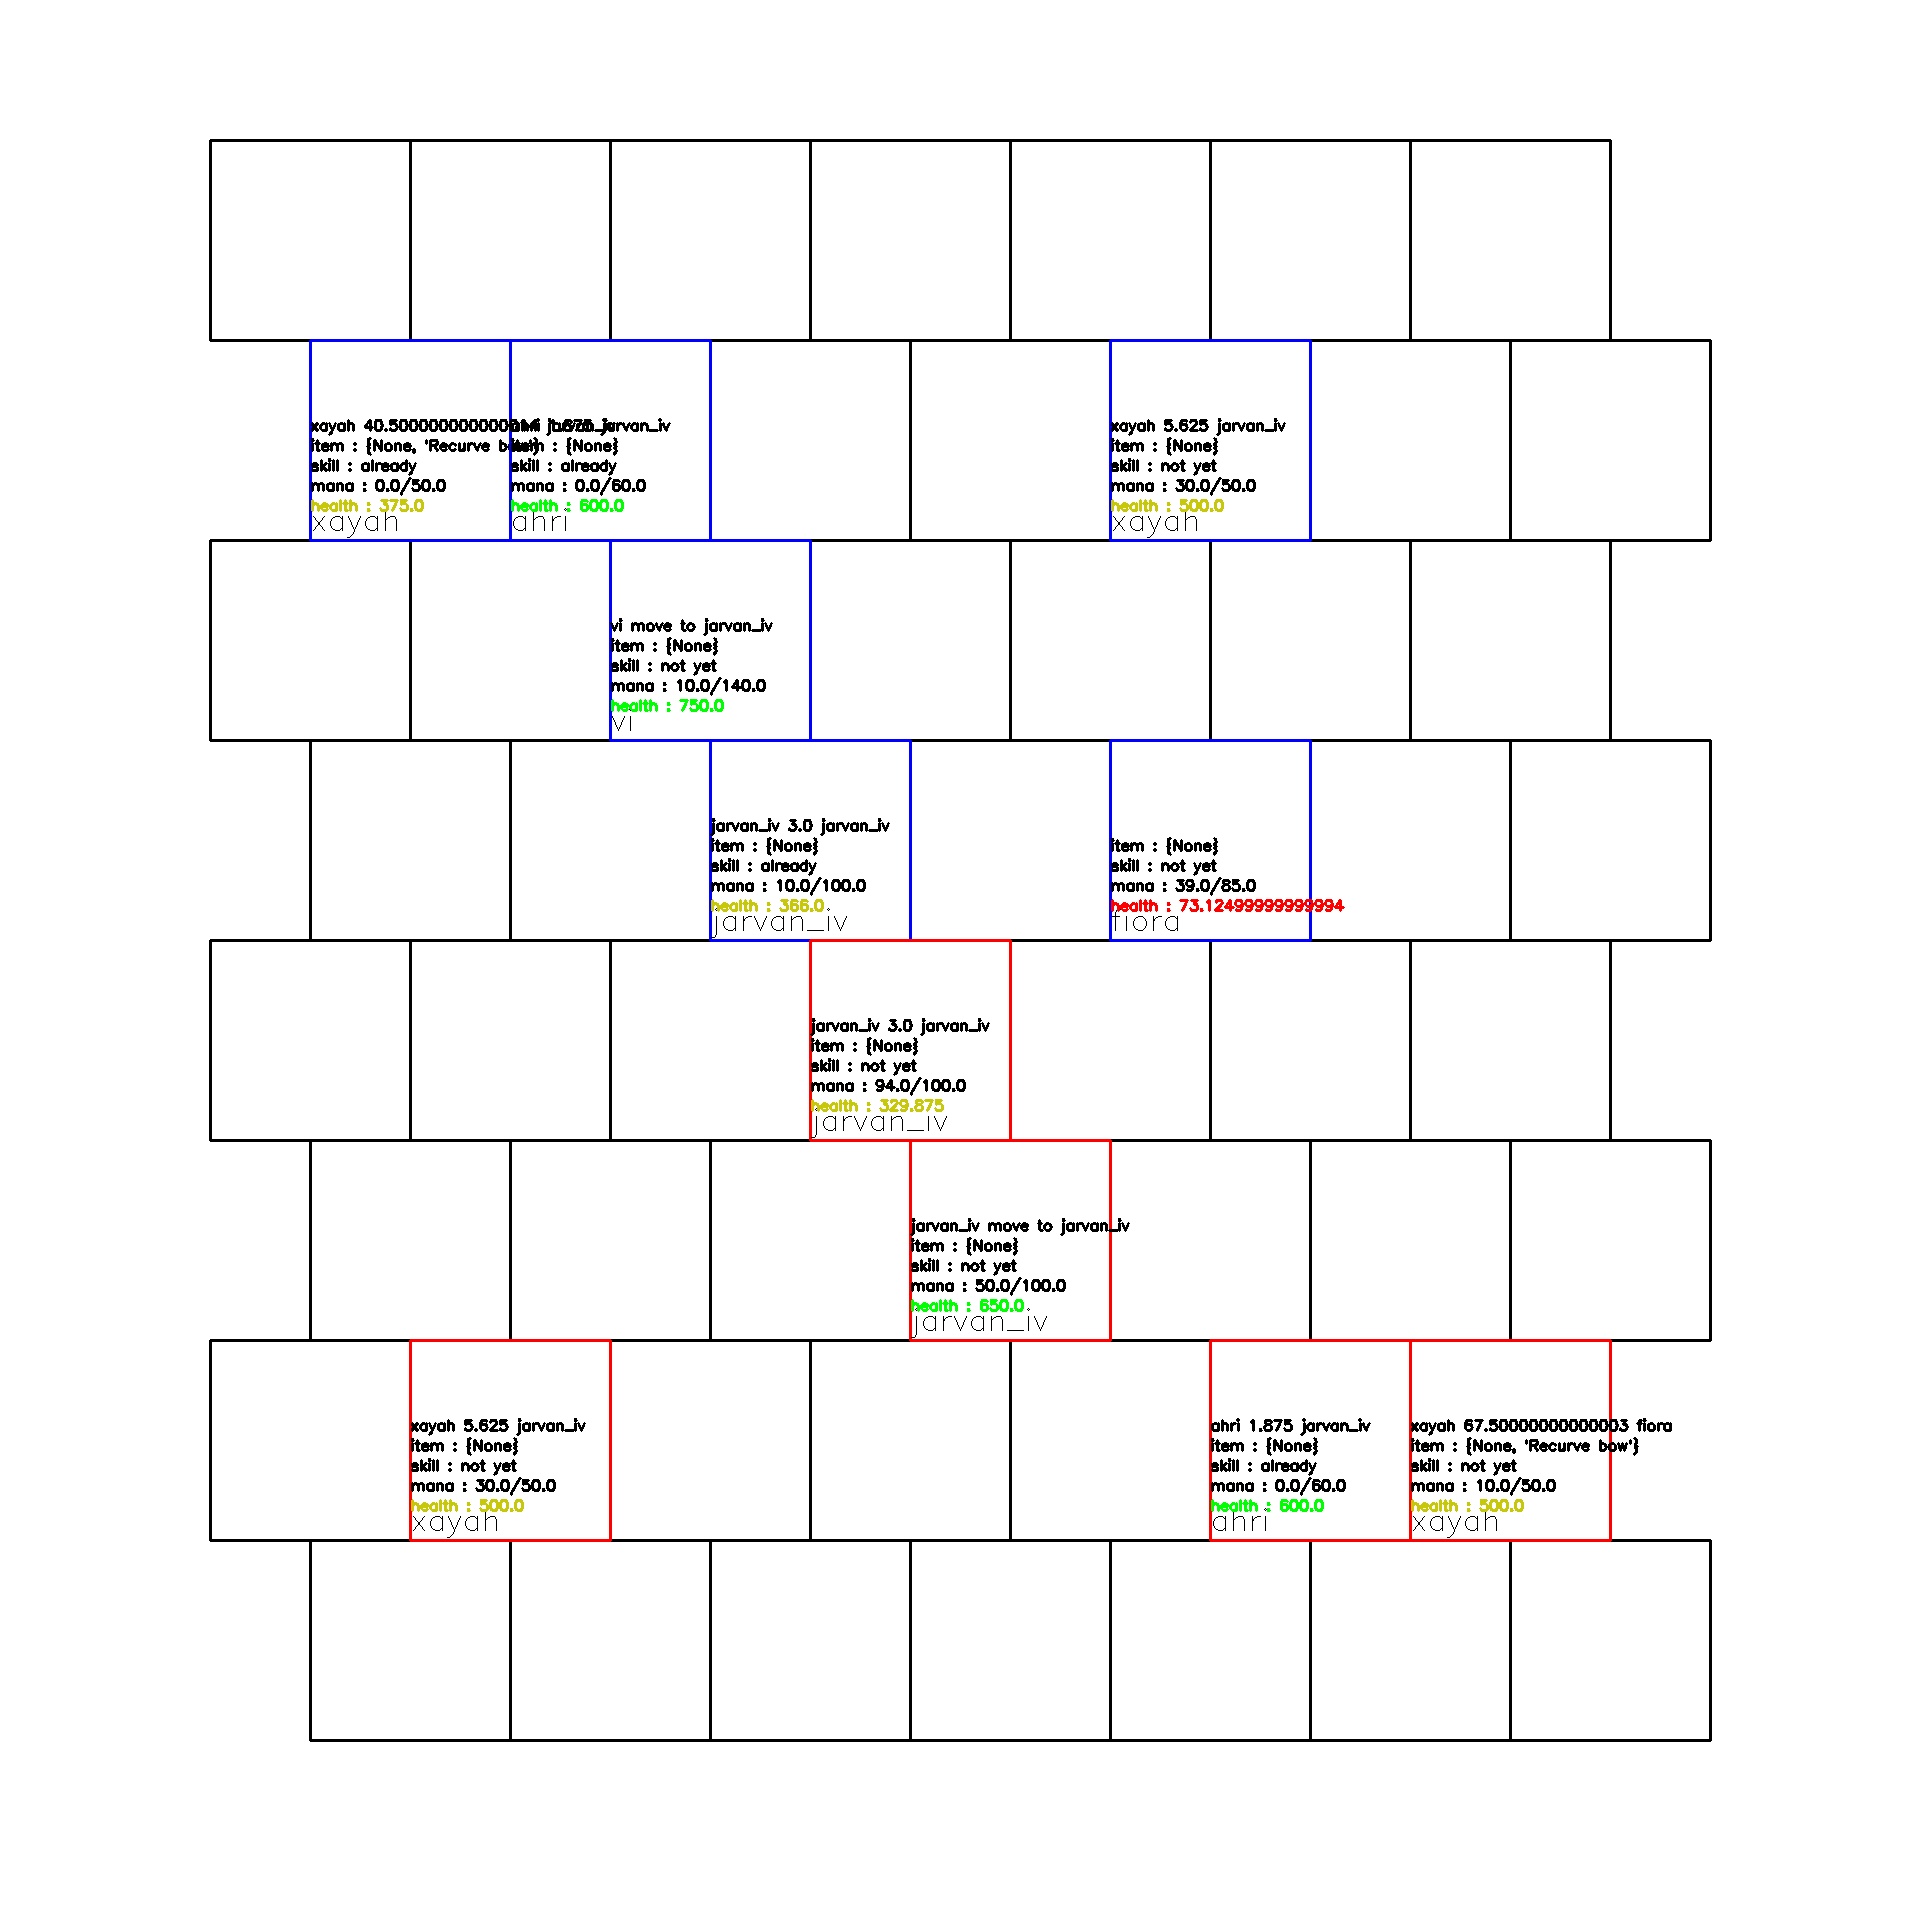 xayah 40.50000000000014 jarvan_iv
item : {None, 'Recurve bow'}
skill : already
mana : 0.0/50.0
health : 375.0
xayah
ahri 1.875 jarvan_iv
item : {None}
skill : already
mana : 0.0/60.0
health : 600.0
ahri
xayah 5.625 jarvan_iv
item : {None}
skill : not yet
mana : 30.0/50.0
health : 500.0
xayah
vi move to jarvan_iv
item : {None}
skill : not yet
mana : 10.0/140.0
health : 750.0
vi
jarvan_iv 3.0 jarvan_iv
item : {None}
skill : already
mana : 10.0/100.0
health : 366.0
jarvan_iv
item : {None}
skill : not yet
mana : 39.0/85.0
health : 73.12499999999994
fiora
jarvan_iv 3.0 jarvan_iv
item : {None}
skill : not yet
mana : 94.0/100.0
health : 329.875
jarvan_iv
jarvan_iv move to jarvan_iv
item : {None}
skill : not yet
mana : 50.0/100.0
health : 650.0
jarvan_iv
xayah 5.625 jarvan_iv
item : {None}
skill : not yet
mana : 30.0/50.0
health : 500.0
xayah
ahri 1.875 jarvan_iv
item : {None}
skill : already
mana : 0.0/60.0
health : 600.0
ahri
xayah 67.50000000000003 fiora
item : {None, 'Recurve bow'}
skill : not yet
mana : 10.0/50.0
health : 500.0
xayah